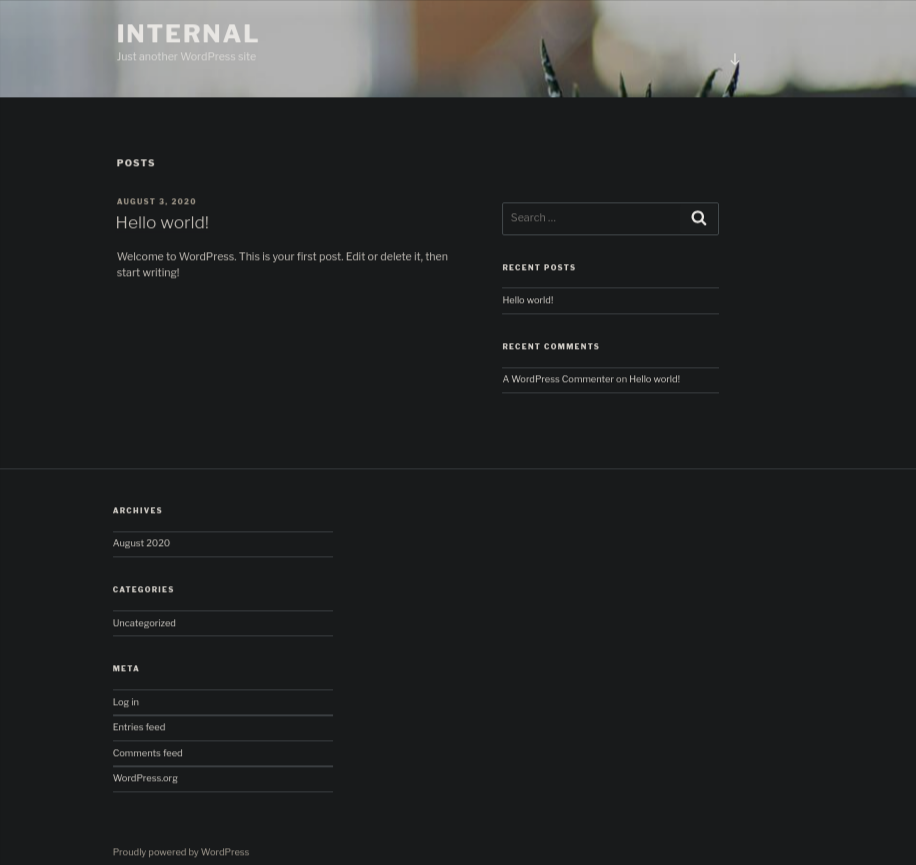 INTERNAL
Just another WordPress site
POSTS
AUGUST 3, 2020
Hello world!
Welcome to WordPress. This is your first post. Edit or delete it, then
start writing!
Search …
RECENT POSTS
Hello world!
RECENT COMMENTS
A WordPress Commenter on Hello world!
ARCHIVES
August 2020
CATEGORIES
Uncategorized
META
Log in
Entries feed
Comments feed
WordPress.org
Proudly powered by WordPress